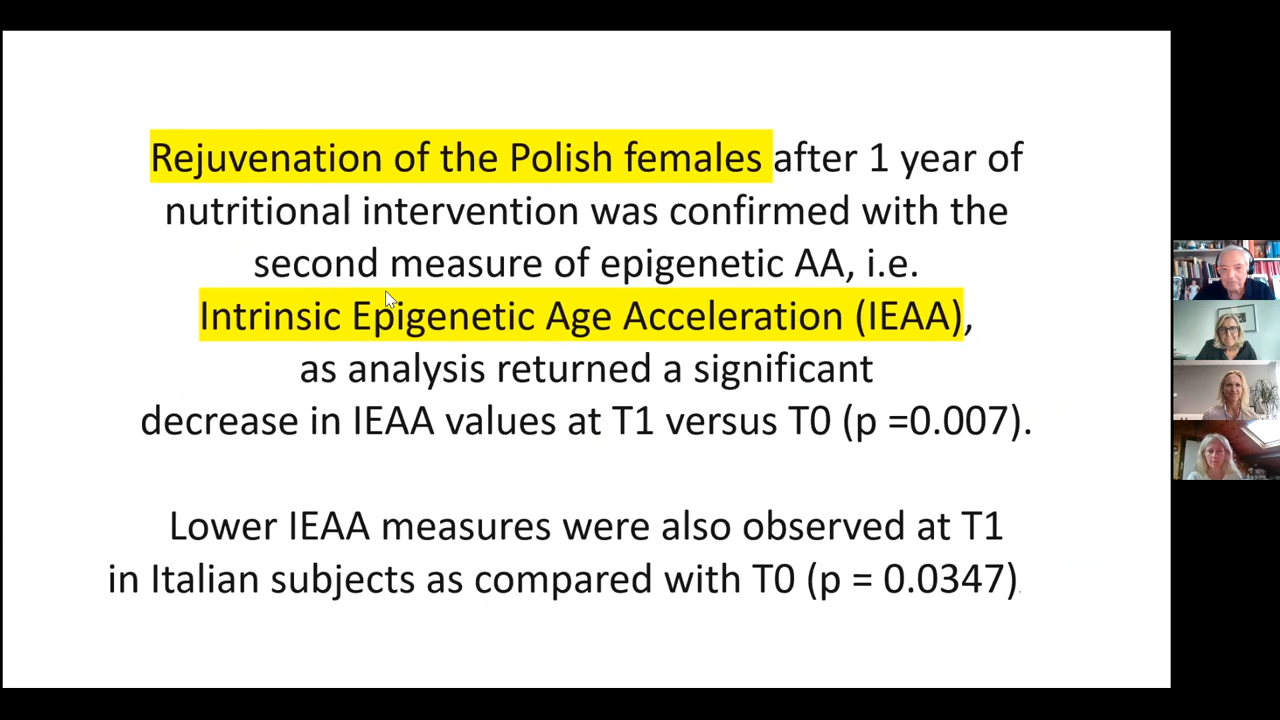 Rejuvenation of the Polish females after 1 year of
nutritional intervention was confirmed with the
second measure of epigenetic AA, i.e.
Intrinsic Epigenetic Age Acceleration (IEAA),
as analysis returned a significant
decrease in IEAA values at T1 versus T0 (p =0.007).
Lower IEAA measures were also observed at T1
in Italian subjects as compared with T0 (p = 0.0347).